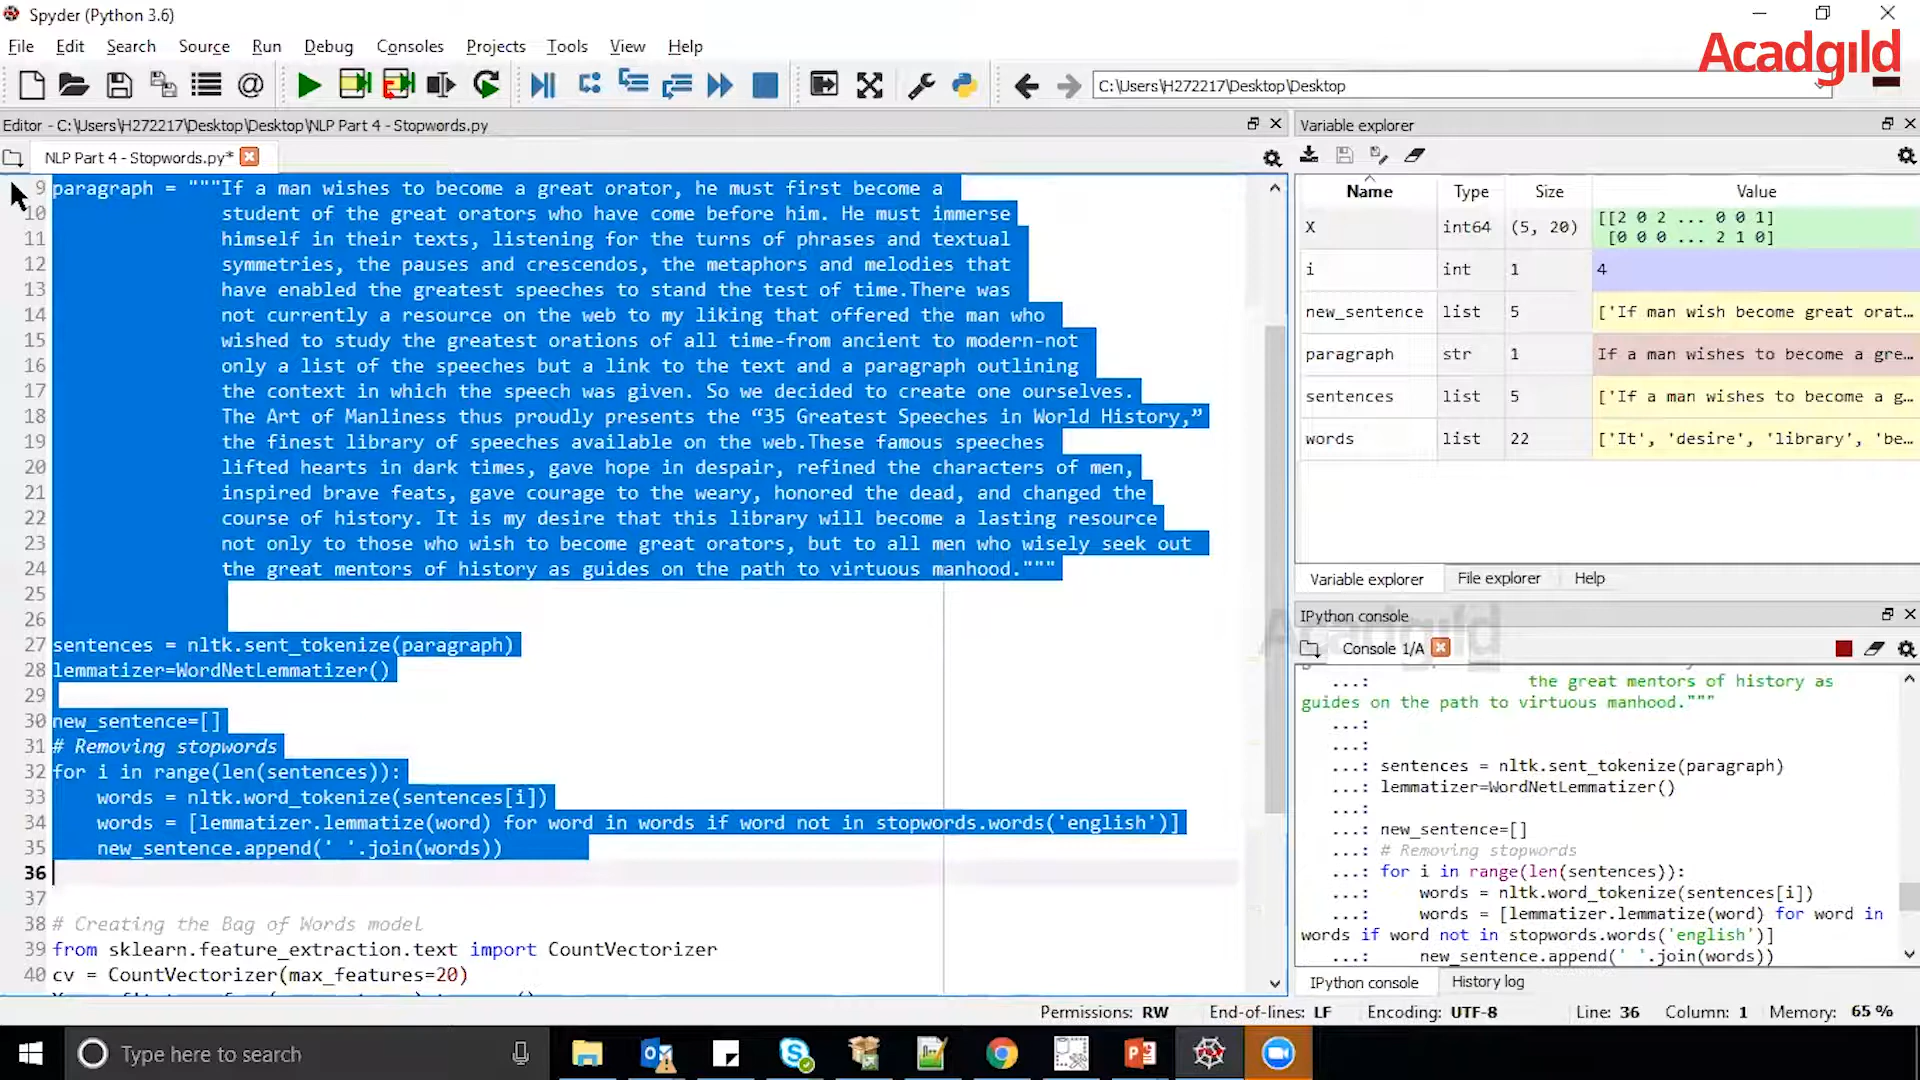 Spyder (Python 3.6)
File Edit Search Source Run Debug Consoles Projects Tools View Help
Acadgild
C:\Users\H272217\Desktop\Desktop
Editor - C:\Users\H272217\Desktop\Desktop\NLP Part 4 - Stopwords.py
NLP Part 4 - Stopwords.py*
9 paragraph = """If a man wishes to become a great orator, he must first become a
10 student of the great orators who have come before him. He must immerse
11 himself in their texts, listening for the turns of phrases and textual
12 symmetries, the pauses and crescendos, the metaphors and melodies that
13 have enabled the greatest speeches to stand the test of time.There was
14 not currently a resource on the web to my liking that offered the man who
15 wished to study the greatest orations of all time-from ancient to modern-not
16 only a list of the speeches but a link to the text and a paragraph outlining
17 the context in which the speech was given. So we decided to create one ourselves.
18 The Art of Manliness thus proudly presents the “35 Greatest Speeches in World History,”
19 the finest library of speeches available on the web.These famous speeches
20 lifted hearts in dark times, gave hope in despair, refined the characters of men,
21 inspired brave feats, gave courage to the weary, honored the dead, and changed the
22 course of history. It is my desire that this library will become a lasting resource
23 not only to those who wish to become great orators, but to all men who wisely seek out
24 the great mentors of history as guides on the path to virtuous manhood."""
25
26
27 sentences = nltk.sent_tokenize(paragraph)
28 lemmatizer=WordNetLemmatizer()
29
30 new_sentence=[]
31 # Removing stopwords
32 for i in range(len(sentences)):
33 words = nltk.word_tokenize(sentences[i])
34 words = [lemmatizer.lemmatize(word) for word in words if word not in stopwords.words('english')]
35 new_sentence.append(' '.join(words))
36
37
38 # Creating the Bag of Words model
39 from sklearn.feature_extraction.text import CountVectorizer
40 cv = CountVectorizer(max_features=20)
Variable explorer
Name Type Size Value
X int64 (5, 20) [[2 0 2 ... 0 0 1]
[0 0 0 ... 2 1 0]
i int 1 4
new_sentence list 5 ['If man wish become great orat...
paragraph str 1 If a man wishes to become a gre...
sentences list 5 ['If a man wishes to become a g...
words list 22 ['It', 'desire', 'library', 'be...
Variable explorer File explorer Help
IPython console
Acadgild
Console 1/A
...: the great mentors of history as
guides on the path to virtuous manhood."""
...:
...:
...: sentences = nltk.sent_tokenize(paragraph)
...: lemmatizer=WordNetLemmatizer()
...:
...: new_sentence=[]
...: # Removing stopwords
...: for i in range(len(sentences)):
...: words = nltk.word_tokenize(sentences[i])
...: words = [lemmatizer.lemmatize(word) for word in
words if word not in stopwords.words('english')]
...: new_sentence.append(' '.join(words))
IPython console History log
Permissions: RW End-of-lines: LF Encoding: UTF-8 Line: 36 Column: 1 Memory: 65 %
Type here to search